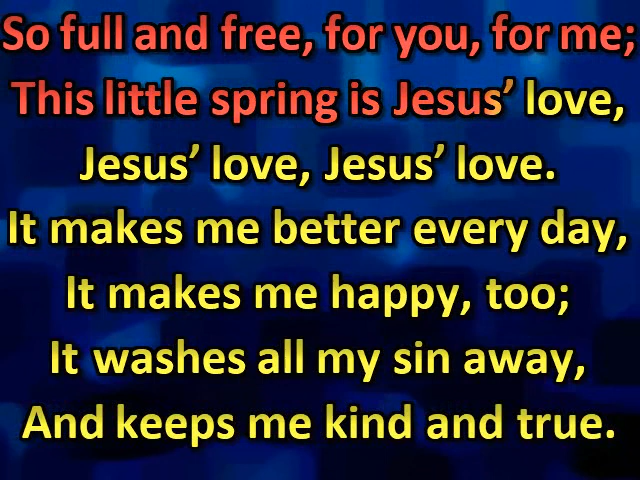 So full and free, for you, for me;
This little spring is Jesus’ love,
Jesus’ love, Jesus’ love.
It makes me better every day,
It makes me happy, too;
It washes all my sin away,
And keeps me kind and true.